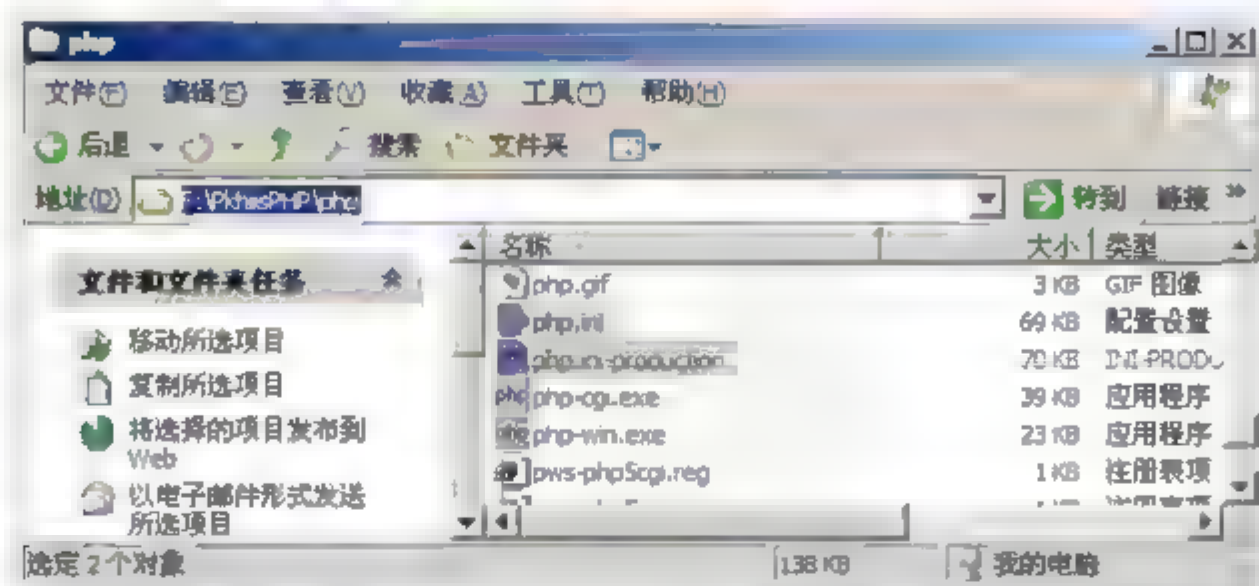 php
文件(F) 编辑(E) 查看(V) 收藏(A) 工具(T) 帮助(H)
后退 搜索 文件夹
地址(D) \PkhasPHP\php 转到 链接 »
名称 大小 类型
文件和文件夹任务
php.gif 3 KB GIF 图像
php.ini 69 KB 配置设置
移动所选项目
70 KB INI-PRODU
复制所选项目
php-cgi.exe 39 KB 应用程序
将选择的项目发布到
Web
php-win.exe 23 KB 应用程序
pws-php5cgi.reg 1 KB 注册表项
以电子邮件形式发送
所选项目
选定 2 个对象 138 KB 我的电脑